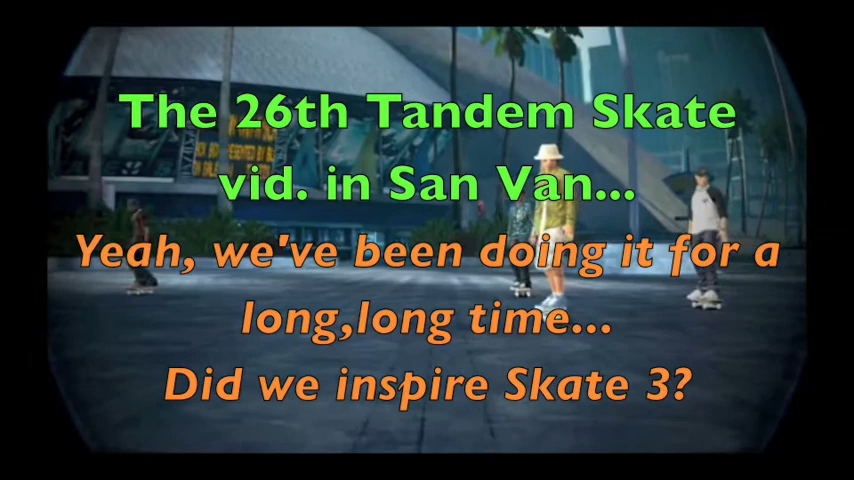 The 26th Tandem Skate
vid. in San Van...
Yeah, we've been doing it for a
long,long time...
Did we inspire Skate 3?